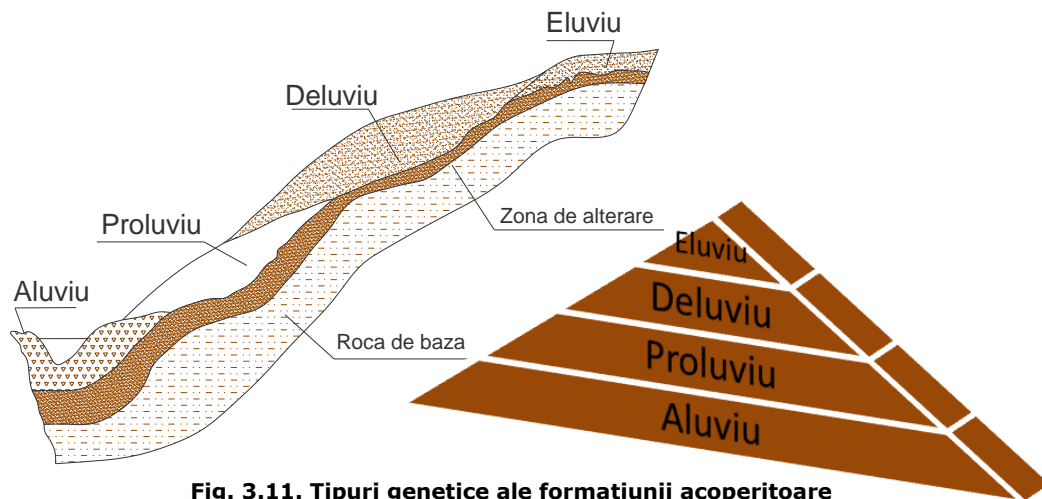 Eluviu
Deluviu
Zona de alterare
Proluviu
Aluviu
Roca de baza
Eluviu
Deluviu
Proluviu
Aluviu
Fig. 3.11. Tipuri genetice ale formațiunii acoperitoare